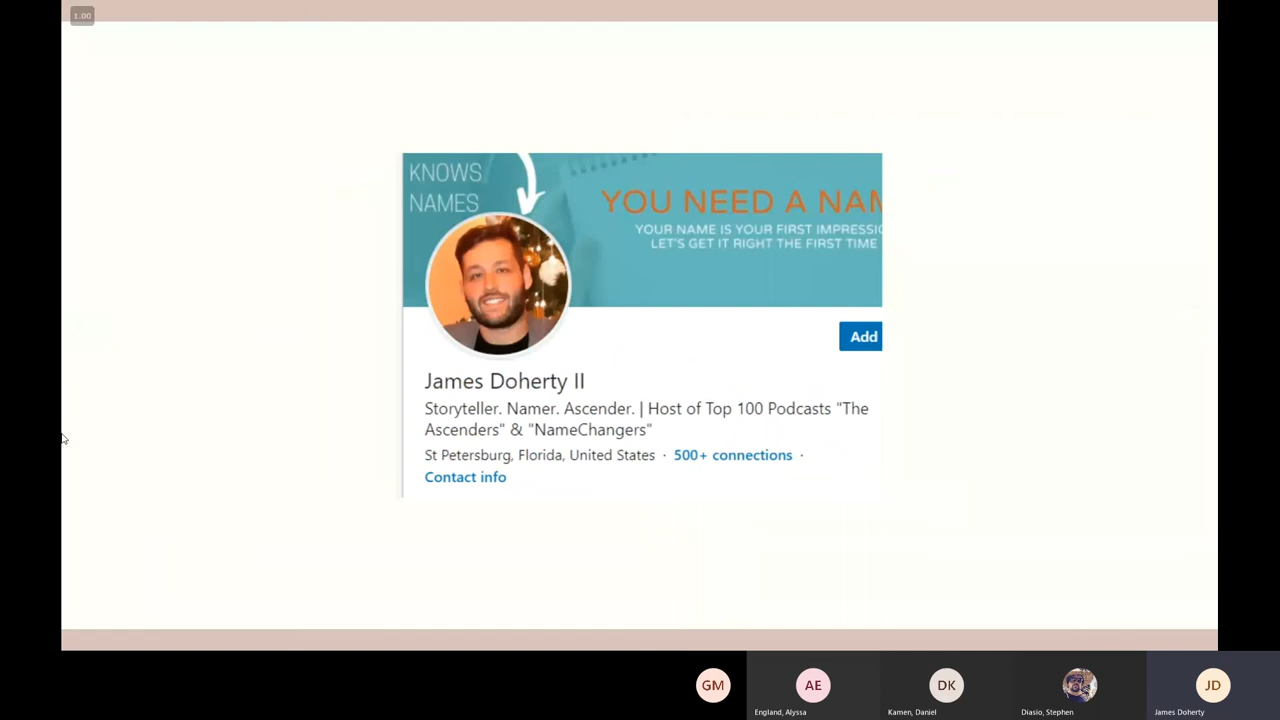 1.00
KNOWS
NAMES
YOU NEED A NAM
YOUR NAME IS YOUR FIRST IMPRESSIO
LET'S GET IT RIGHT THE FIRST TIME
Add
James Doherty II
Storyteller. Namer. Ascender. | Host of Top 100 Podcasts "The
Ascenders" & "NameChangers"
St Petersburg, Florida, United States · 500+ connections ·
Contact info
GM
AE
DK
JD
England, Alyssa
Kamen, Daniel
Diasio, Stephen
James Doherty